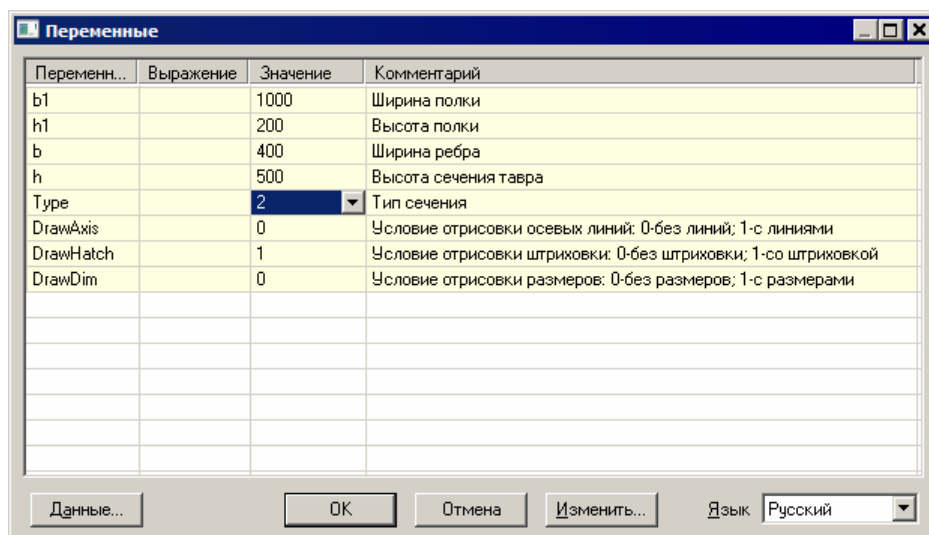 Переменные
Переменн... Выражение Значение Комментарий
b1 1000 Ширина полки
h1 200 Высота полки
b 400 Ширина ребра
h 500 Высота сечения тавра
Type 2 Тип сечения
DrawAxis 0 Условие отрисовки осевых линий: 0-без линий; 1-с линиями
DrawHatch 1 Условие отрисовки штриховки: 0-без штриховки; 1-со штриховкой
DrawDim 0 Условие отрисовки размеров: 0-без размеров; 1-с размерами
Данные... OK Отмена Изменить... Язык Русский